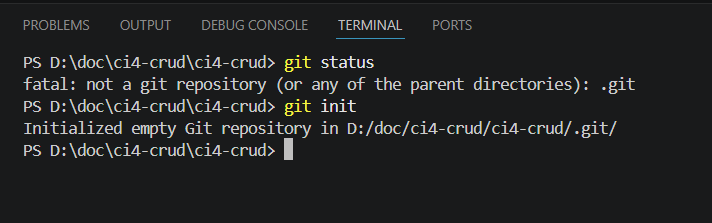 PROBLEMS OUTPUT DEBUG CONSOLE TERMINAL PORTS
PS D:\doc\ci4-crud\ci4-crud> git status
fatal: not a git repository (or any of the parent directories): .git
PS D:\doc\ci4-crud\ci4-crud> git init
Initialized empty Git repository in D:/doc/ci4-crud/ci4-crud/.git/
PS D:\doc\ci4-crud\ci4-crud>